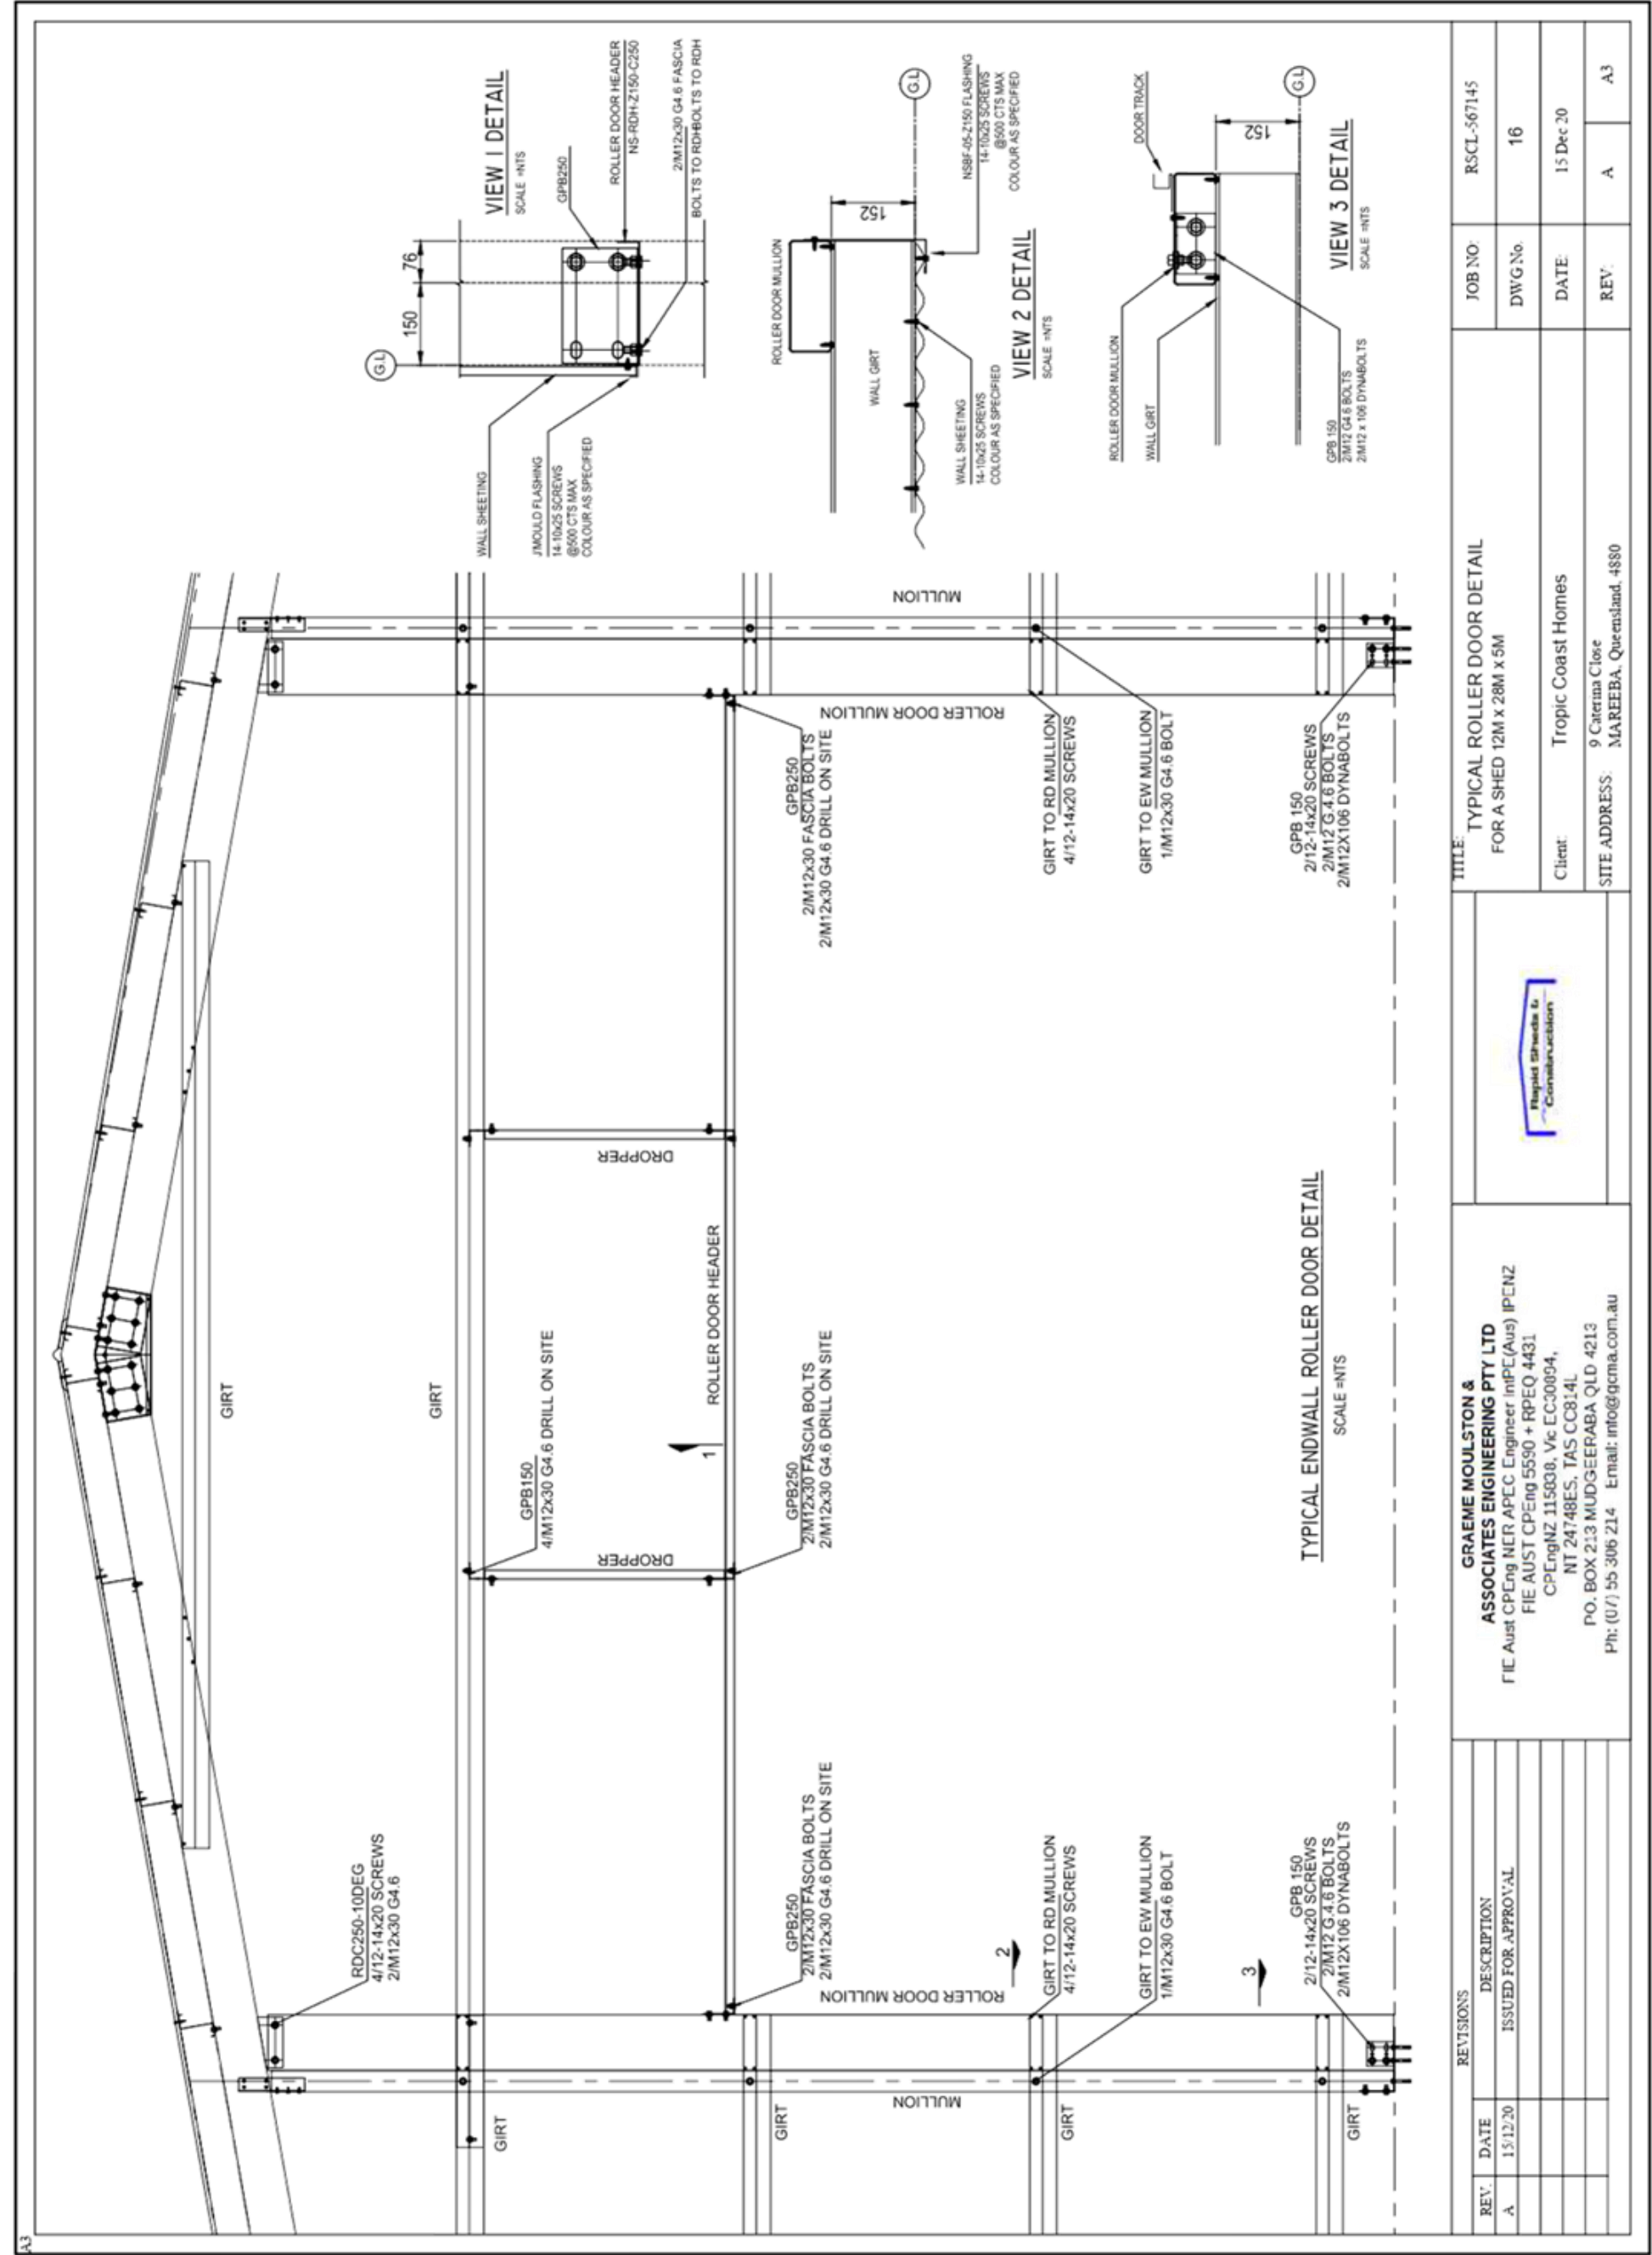 A3
RDC250-10DEG
4/12-14x20 SCREWS
2/M12x30 G4.6
GIRT
GIRT
GPB150
4/M12x30 G4.6 DRILL ON SITE
DROPPER
DROPPER
ROLLER DOOR HEADER
1
GIRT
GIRT
GIRT
GIRT
MULLION
ROLLER DOOR MULLION
GPB250
2/M12x30 FASCIA BOLTS
2/M12x30 G4.6 DRILL ON SITE
GPB250
2/M12x30 FASCIA BOLTS
2/M12x30 G4.6 DRILL ON SITE
GPB250
2/M12x30 FASCIA BOLTS
2/M12x30 G4.6 DRILL ON SITE
ROLLER DOOR MULLION
MULLION
2
GIRT TO RD MULLION
4/12-14x20 SCREWS
GIRT TO EW MULLION
1/M12x30 G4.6 BOLT
3
GPB 150
2/12-14x20 SCREWS
2/M12 G.4.6 BOLTS
2/M12X106 DYNABOLTS
GIRT TO RD MULLION
4/12-14x20 SCREWS
GIRT TO EW MULLION
1/M12x30 G4.6 BOLT
GPB 150
2/12-14x20 SCREWS
2/M12 G.4.6 BOLTS
2/M12X106 DYNABOLTS
TYPICAL ENDWALL ROLLER DOOR DETAIL
SCALE =NTS
G.L
150
76
VIEW 1 DETAIL
SCALE =NTS
WALL SHEETING
J'MOULD FLASHING
14-10x25 SCREWS
@500 CTS MAX
COLOUR AS SPECIFIED
GPB250
ROLLER DOOR HEADER
NS-RDH-Z150-C250
2/M12x30 G4.6 FASCIA
BOLTS TO RDHBOLTS TO RDH
ROLLER DOOR MULLION
152
WALL GIRT
G.L
WALL SHEETING
14-10x25 SCREWS
COLOUR AS SPECIFIED
NSBF-05-Z150 FLASHING
14-10x25 SCREWS
@500 CTS MAX
COLOUR AS SPECIFIED
VIEW 2 DETAIL
SCALE =NTS
DOOR TRACK
ROLLER DOOR MULLION
WALL GIRT
152
G.L
GPB 150
2/M12 G4.6 BOLTS
2/M12 x 106 DYNABOLTS
VIEW 3 DETAIL
SCALE =NTS
REVISIONS
REV. DATE DESCRIPTION
A 15/12/20 ISSUED FOR APPROVAL
GRAEME MOULSTON &
ASSOCIATES ENGINEERING PTY LTD
FIE Aust CPEng NER APEC Engineer IntPE(Aus) IPENZ
FIE AUST CPEng 5590 + RPEQ 4431
CPEngNZ 115838, Vic EC30894,
NT 24748ES, TAS CC814L
PO. BOX 213 MUDGEERABA QLD 4213
Ph: (07) 55 306 214 Email: info@gcma.com.au
Rapid Sheds &
Construction
TITLE:
TYPICAL ROLLER DOOR DETAIL
FOR A SHED 12M x 28M x 5M
Client: Tropic Coast Homes
SITE ADDRESS: 9 Caterina Close
MAREEBA, Queensland, 4880
JOB NO: RSCL-567145
DWG No. 16
DATE: 15 Dec 20
REV: A A3